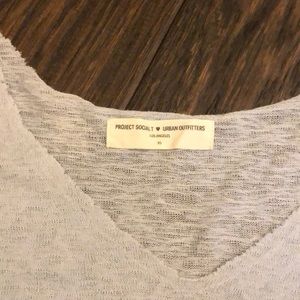 PROJECT SOCIAL T ♥ URBAN OUTFITTERS
LOS ANGELES
XS